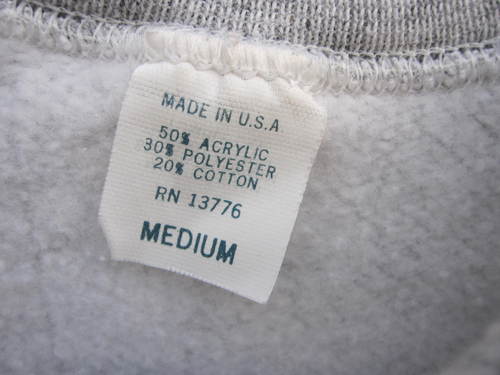 MADE IN U.S.A
50% ACRYLIC
30% POLYESTER
20% COTTON
RN 13776
MEDIUM